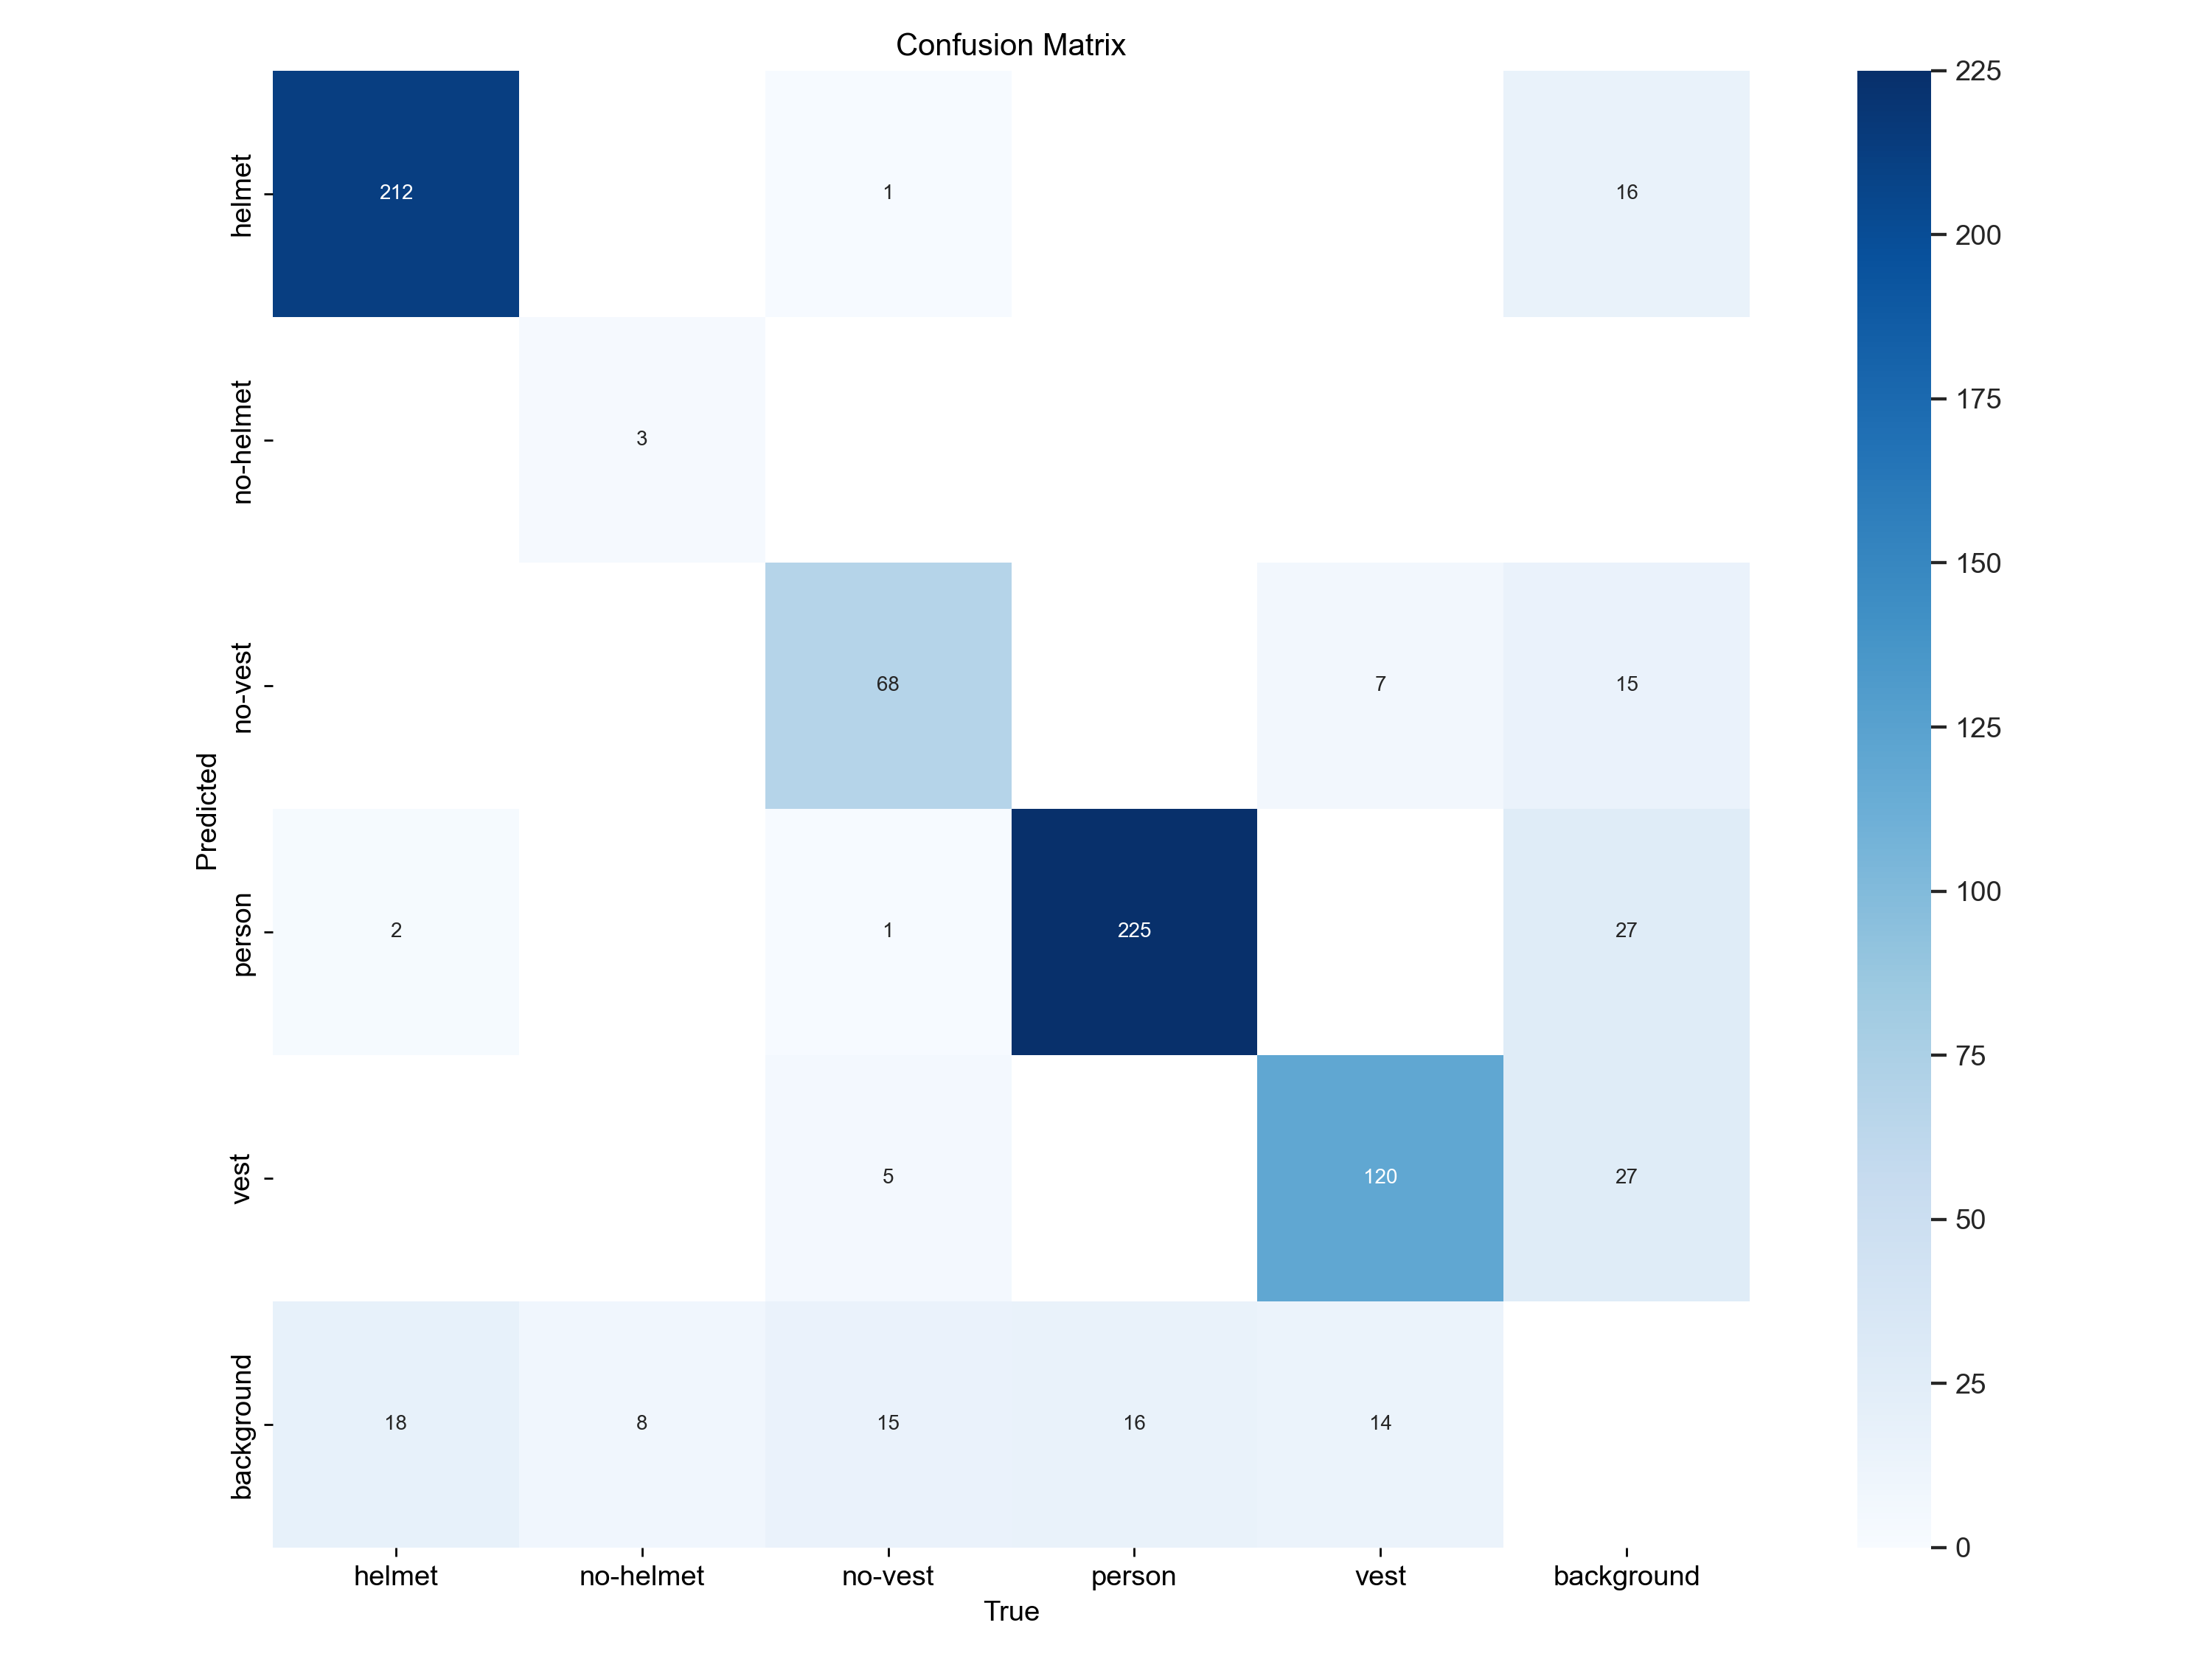 Confusion Matrix
helmet
212
1
16
no-helmet
3
no-vest
68
7
15
person
2
1
225
27
vest
5
120
27
background
18
8
15
16
14
helmet
no-helmet
no-vest
person
vest
background
True
Predicted
225
200
175
150
125
100
75
50
25
0